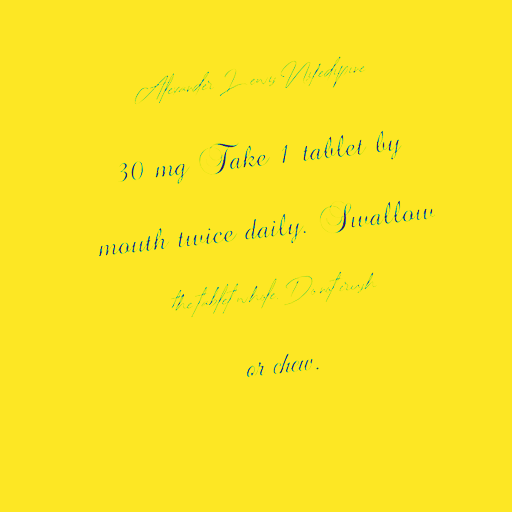 Alexander Lewis Nifedipine
30 mg Take 1 tablet by
mouth twice daily. Swallow
the tablet whole. Do not crush
or chew.